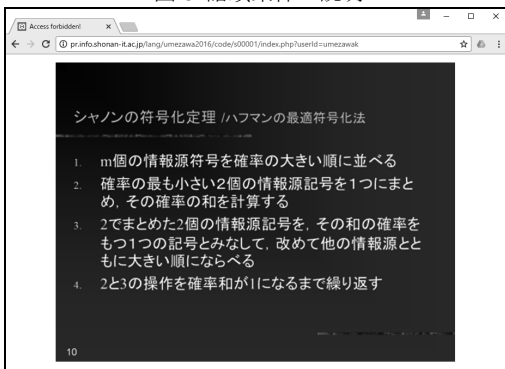 Access forbidden!
pr.info.shonan-it.ac.jp/lang/umezawa2016/code/s00001/index.php?userId=umezawak
シャノンの符号化定理 /ハフマンの最適符号化法
1. m個の情報源符号を確率の大きい順に並べる
2. 確率の最も小さい2個の情報源記号を1つにまと
め，その確率の和を計算する
3. 2でまとめた2個の情報源記号を，その和の確率を
もつ1つの記号とみなして，改めて他の情報源とと
もに大きい順にならべる
4. 2と3の操作を確率和が1になるまで繰り返す
10